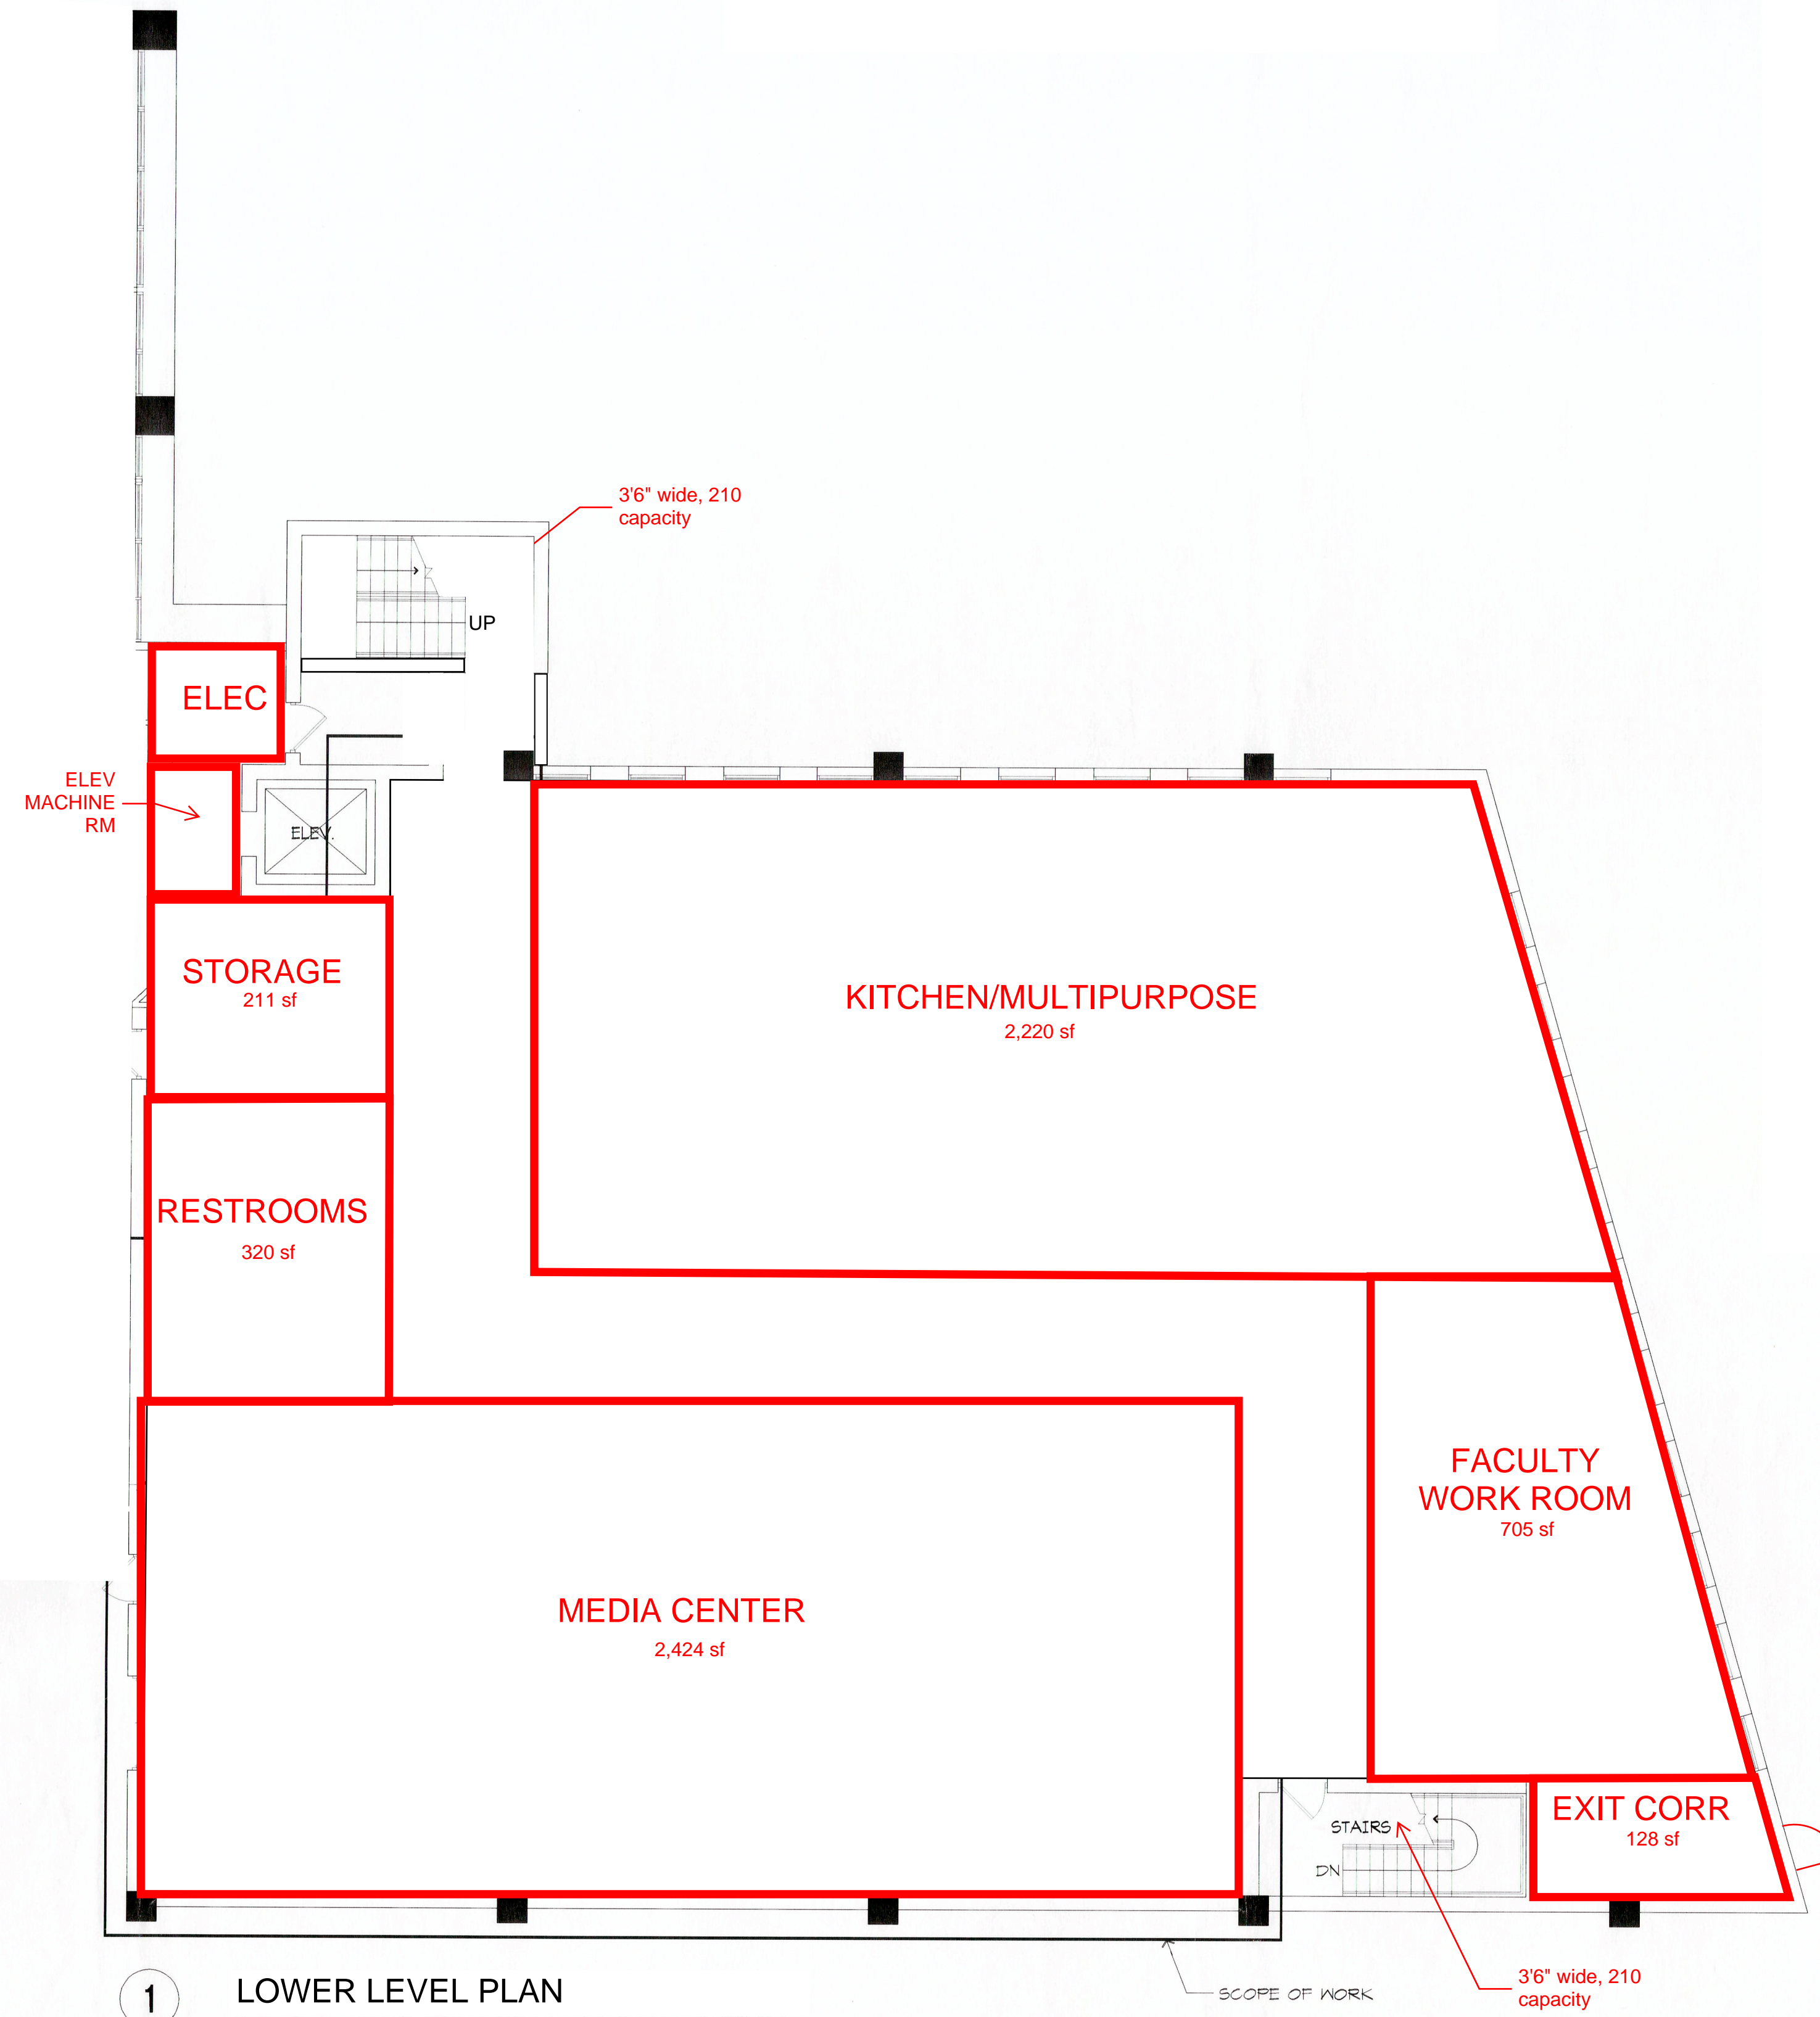 3'6" wide, 210
capacity
UP
ELEC
ELEV
MACHINE
RM
ELEV.
STORAGE
211 sf
KITCHEN/MULTIPURPOSE
2,220 sf
RESTROOMS
320 sf
FACULTY
WORK ROOM
705 sf
MEDIA CENTER
2,424 sf
EXIT CORR
128 sf
STAIRS
DN
3'6" wide, 210
capacity
SCOPE OF WORK
1
LOWER LEVEL PLAN